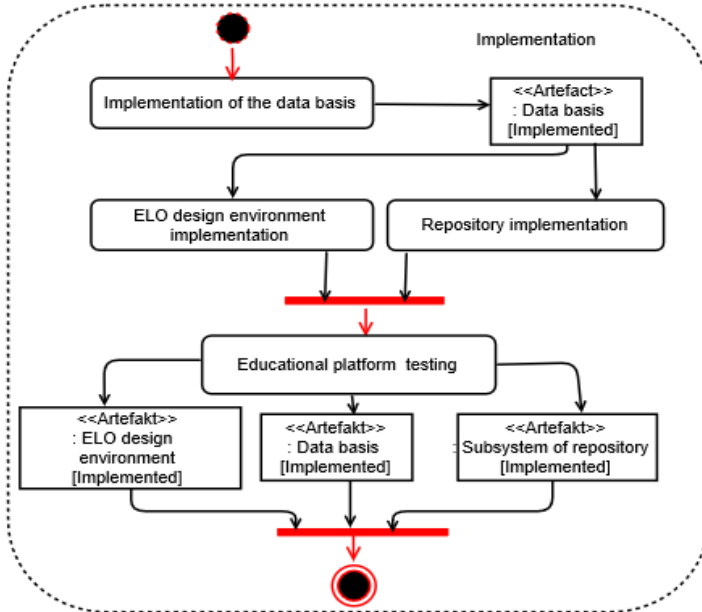 Implementation
Implementation of the data basis
<<Artefact>>
: Data basis
[Implemented]
ELO design environment
implementation
Repository implementation
Educational platform testing
<<Artefakt>>
: ELO design
environment
[Implemented]
<<Artefakt>>
: Data basis
[Implemented]
<<Artefakt>>
: Subsystem of repository
[Implemented]